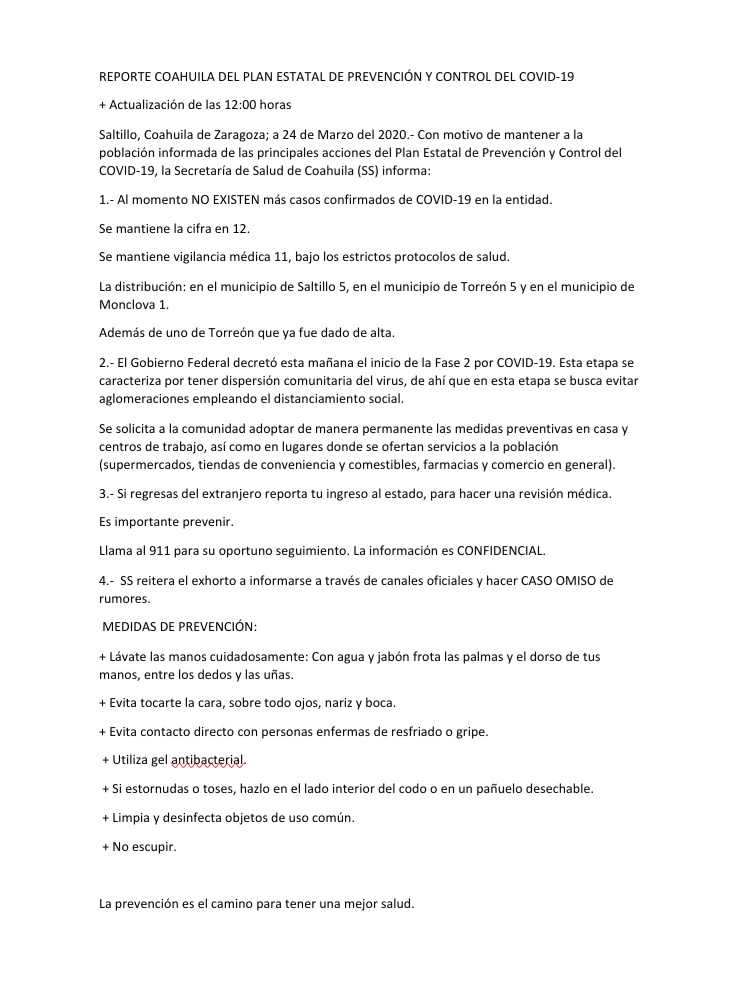 REPORTE COAHUILA DEL PLAN ESTATAL DE PREVENCIÓN Y CONTROL DEL COVID-19
+ Actualización de las 12:00 horas
Saltillo, Coahuila de Zaragoza; a 24 de Marzo del 2020.- Con motivo de mantener a la
población informada de las principales acciones del Plan Estatal de Prevención y Control del
COVID-19, la Secretaría de Salud de Coahuila (SS) informa:
1.- Al momento NO EXISTEN más casos confirmados de COVID-19 en la entidad.
Se mantiene la cifra en 12.
Se mantiene vigilancia médica 11, bajo los estrictos protocolos de salud.
La distribución: en el municipio de Saltillo 5, en el municipio de Torreón 5 y en el municipio de
Monclova 1.
Además de uno de Torreón que ya fue dado de alta.
2.- El Gobierno Federal decretó esta mañana el inicio de la Fase 2 por COVID-19. Esta etapa se
caracteriza por tener dispersión comunitaria del virus, de ahí que en esta etapa se busca evitar
aglomeraciones empleando el distanciamiento social.
Se solicita a la comunidad adoptar de manera permanente las medidas preventivas en casa y
centros de trabajo, así como en lugares donde se ofertan servicios a la población
(supermercados, tiendas de conveniencia y comestibles, farmacias y comercio en general).
3.- Si regresas del extranjero reporta tu ingreso al estado, para hacer una revisión médica.
Es importante prevenir.
Llama al 911 para su oportuno seguimiento. La información es CONFIDENCIAL.
4.-  SS reitera el exhorto a informarse a través de canales oficiales y hacer CASO OMISO de
rumores.
MEDIDAS DE PREVENCIÓN:
+ Lávate las manos cuidadosamente: Con agua y jabón frota las palmas y el dorso de tus
manos, entre los dedos y las uñas.
+ Evita tocarte la cara, sobre todo ojos, nariz y boca.
+ Evita contacto directo con personas enfermas de resfriado o gripe.
+ Utiliza gel antibacterial.
+ Si estornudas o toses, hazlo en el lado interior del codo o en un pañuelo desechable.
+ Limpia y desinfecta objetos de uso común.
+ No escupir.
La prevención es el camino para tener una mejor salud.